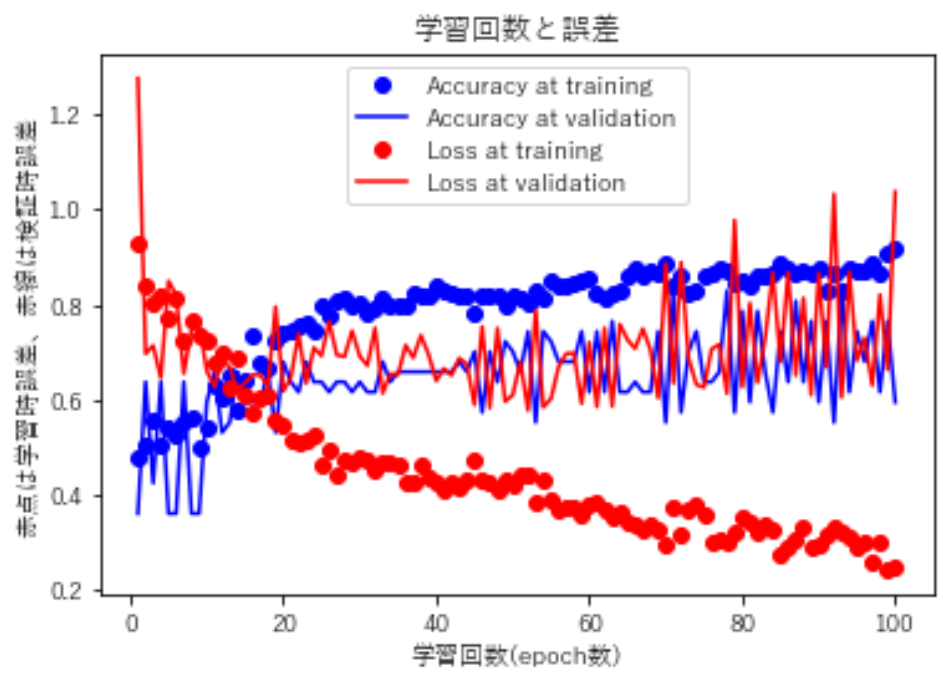 学習回数と誤差
赤点は学習時誤差、 赤線は検証時誤差
1.2
1.0
0.8
0.6
0.4
0.2
Accuracy at training
Accuracy at validation
Loss at training
Loss at validation
0 20 40 60 80 100
学習回数(epoch数)